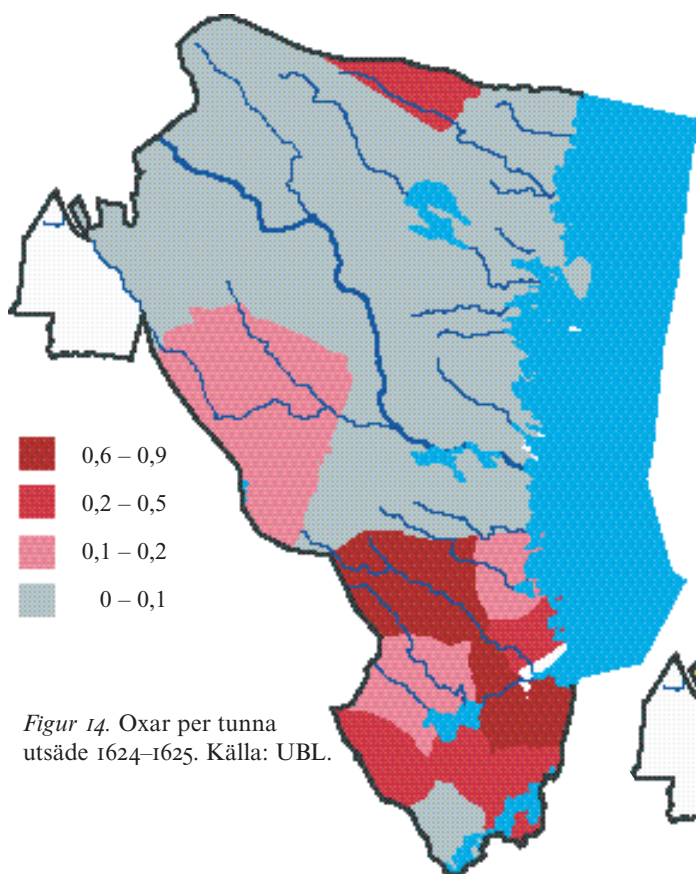 0,6 – 0,9
0,2 – 0,5
0,1 – 0,2
0 – 0,1
Figur 14. Oxar per tunna
utsäde 1624–1625. Källa: UBL.